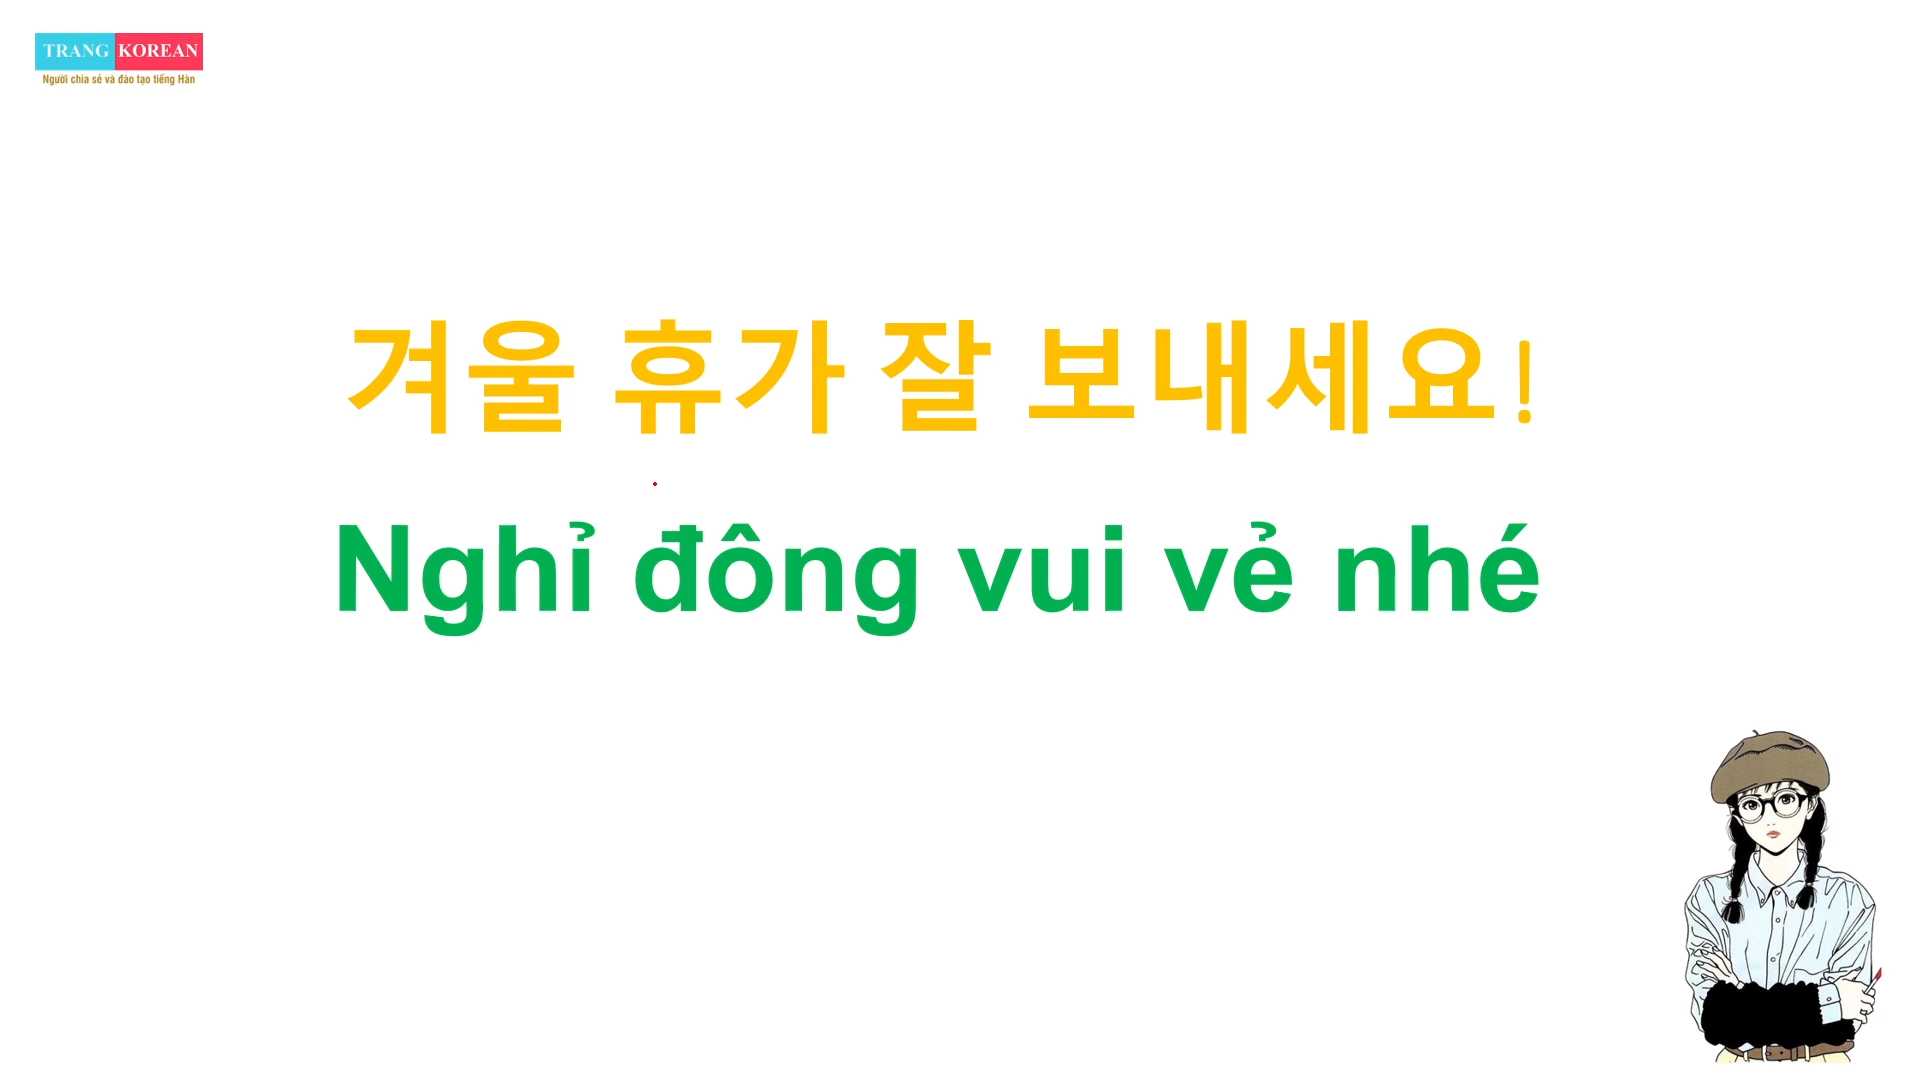 TRANG KOREAN
Người chia sẻ và đào tạo tiếng Hàn
겨울 휴가 잘 보내세요!
Nghỉ đông vui vẻ nhé